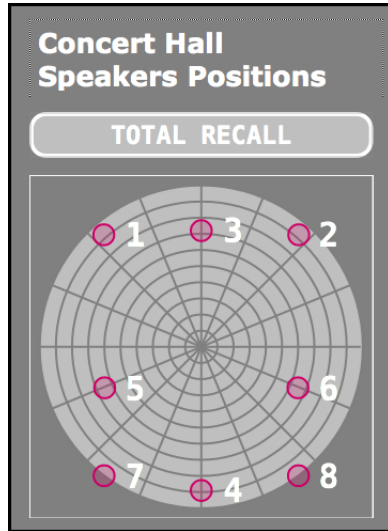 Concert Hall
Speakers Positions
TOTAL RECALL
1 3 2
5 6
7 4 8